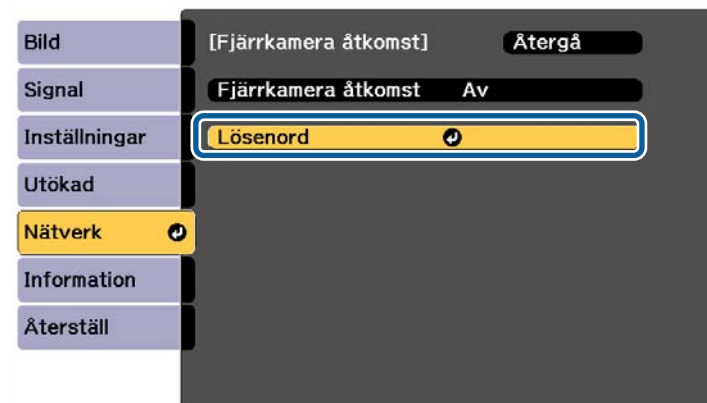 Bild
Signal
Inställningar
Utökad
Nätverk
Information
Återställ
[Fjärrkamera åtkomst] Återgå
Fjärrkamera åtkomst Av
Lösenord